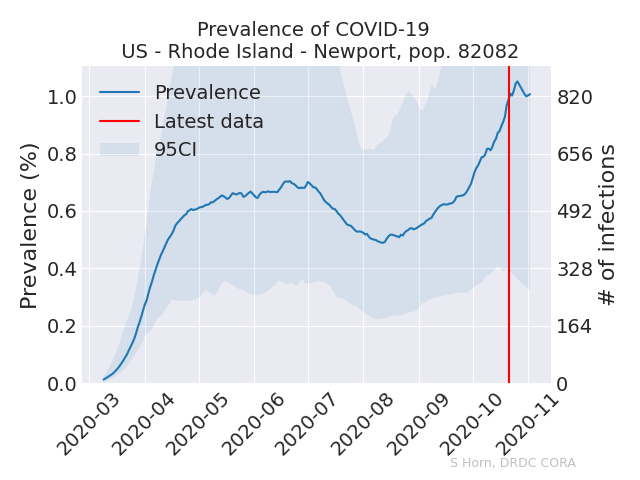 Prevalence of COVID-19
US - Rhode Island - Newport, pop. 82082
Prevalence
Latest data
95CI
Prevalence (%)
1.0
0.8
0.6
0.4
0.2
0.0
820
656
492
328
164
0
# of infections
2020-03
2020-04
2020-05
2020-06
2020-07
2020-08
2020-09
2020-10
2020-11
S Horn, DRDC CORA